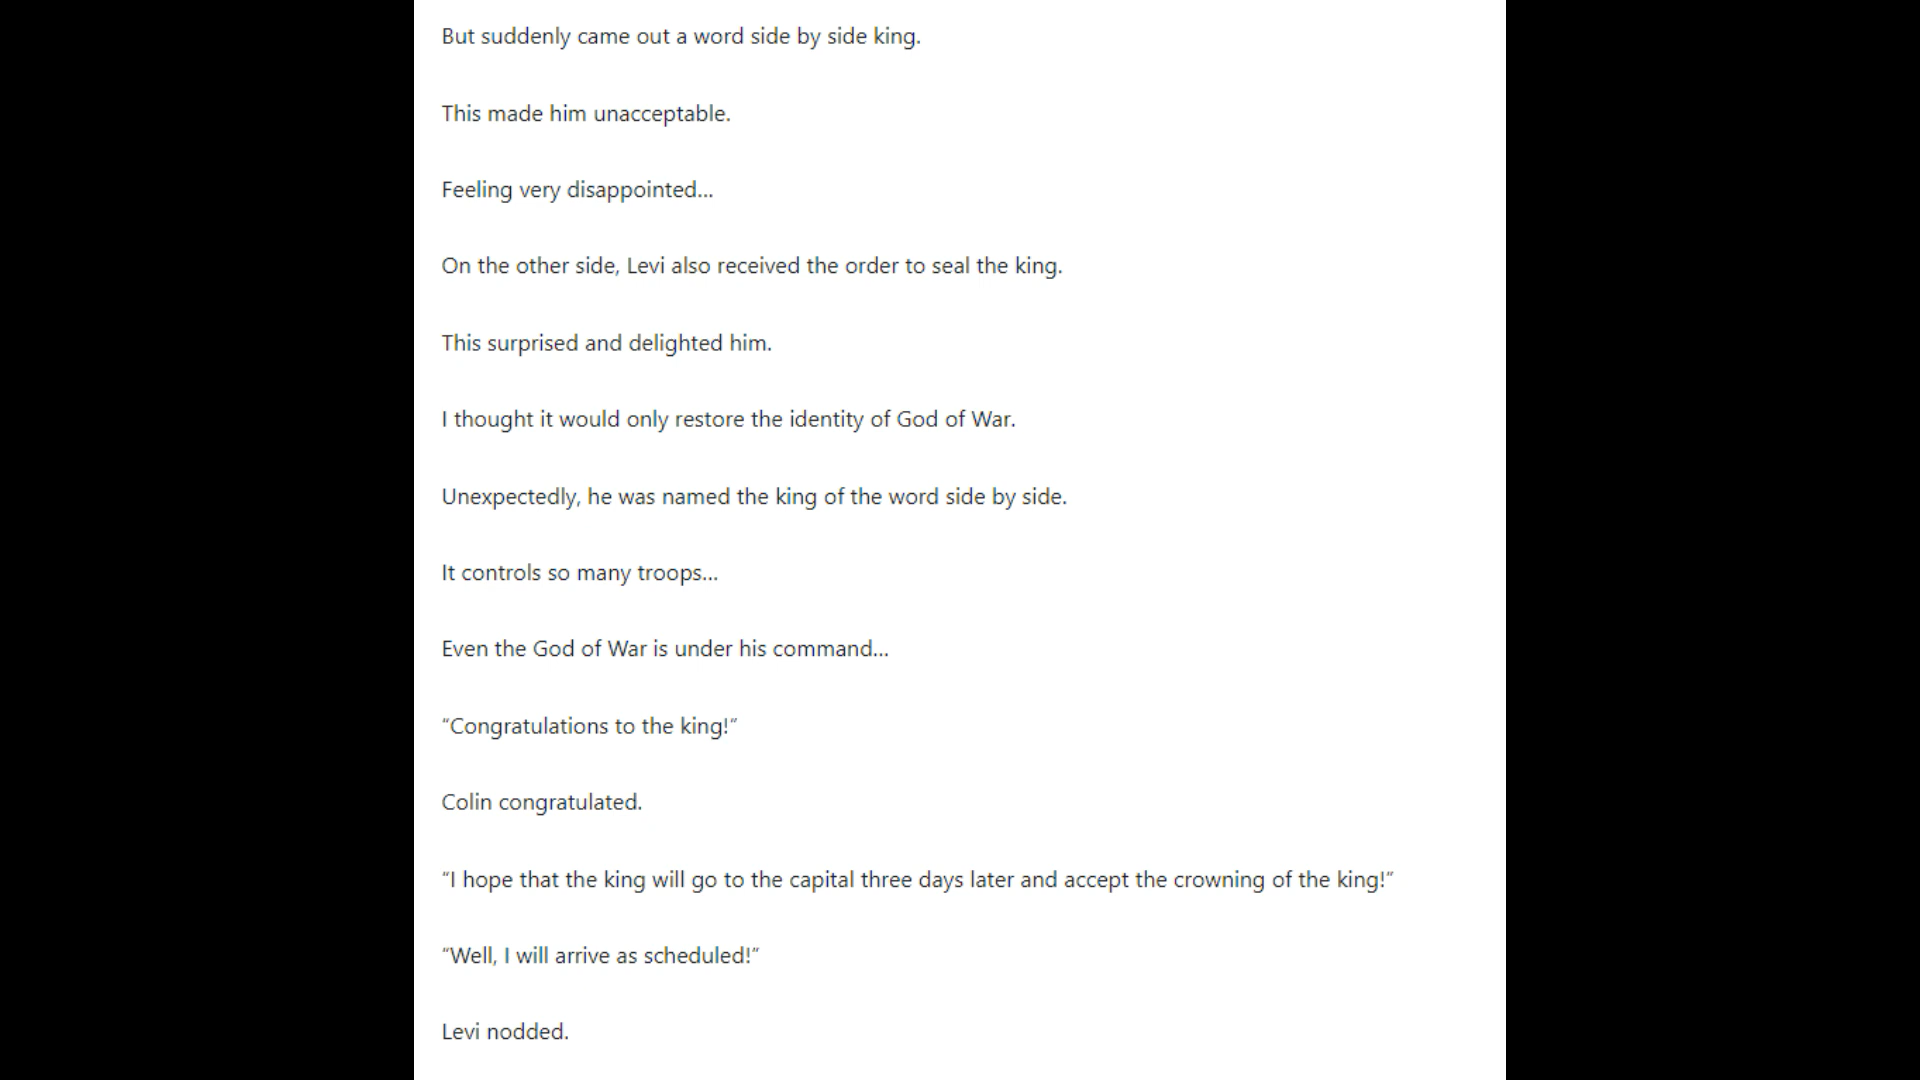 But suddenly came out a word side by side king.
This made him unacceptable.
Feeling very disappointed...
On the other side, Levi also received the order to seal the king.
This surprised and delighted him.
I thought it would only restore the identity of God of War.
Unexpectedly, he was named the king of the word side by side.
It controls so many troops...
Even the God of War is under his command...
“Congratulations to the king!”
Colin congratulated.
“I hope that the king will go to the capital three days later and accept the crowning of the king!”
“Well, I will arrive as scheduled!”
Levi nodded.